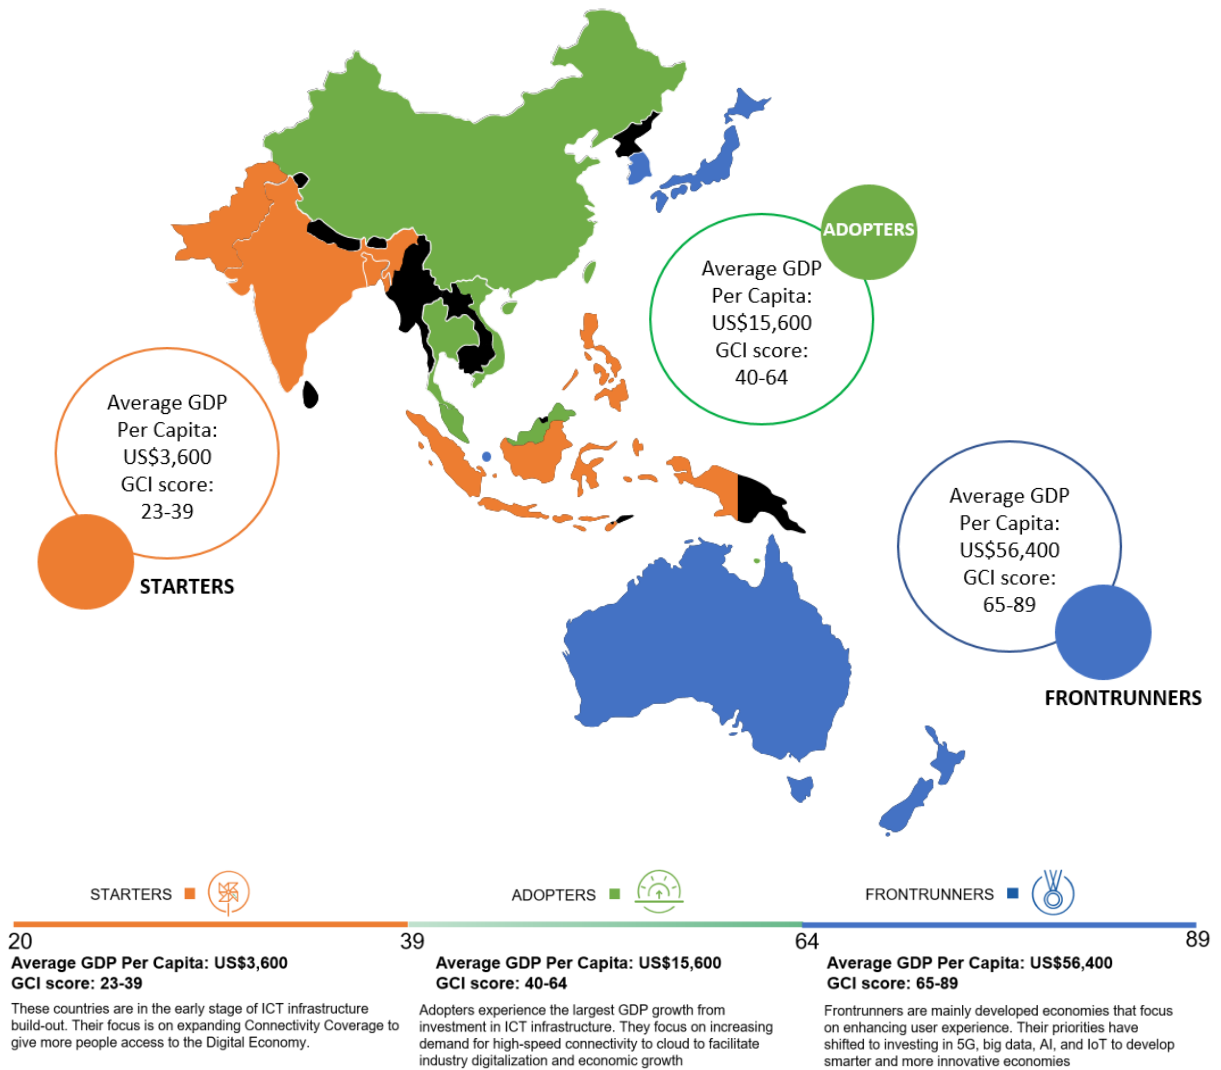 ADOPTERS
Average GDP
Per Capita:
US$15,600
GCI score:
40-64
Average GDP
Per Capita:
US$3,600
GCI score:
23-39
STARTERS
Average GDP
Per Capita:
US$56,400
GCI score:
65-89
FRONTRUNNERS
STARTERS
ADOPTERS
FRONTRUNNERS
20
39
64
89
Average GDP Per Capita: US$3,600
GCI score: 23-39
These countries are in the early stage of ICT infrastructure
build-out. Their focus is on expanding Connectivity Coverage to
give more people access to the Digital Economy.
Average GDP Per Capita: US$15,600
GCI score: 40-64
Adopters experience the largest GDP growth from
investment in ICT infrastructure. They focus on increasing
demand for high-speed connectivity to cloud to facilitate
industry digitalization and economic growth
Average GDP Per Capita: US$56,400
GCI score: 65-89
Frontrunners are mainly developed economies that focus
on enhancing user experience. Their priorities have
shifted to investing in 5G, big data, AI, and IoT to develop
smarter and more innovative economies